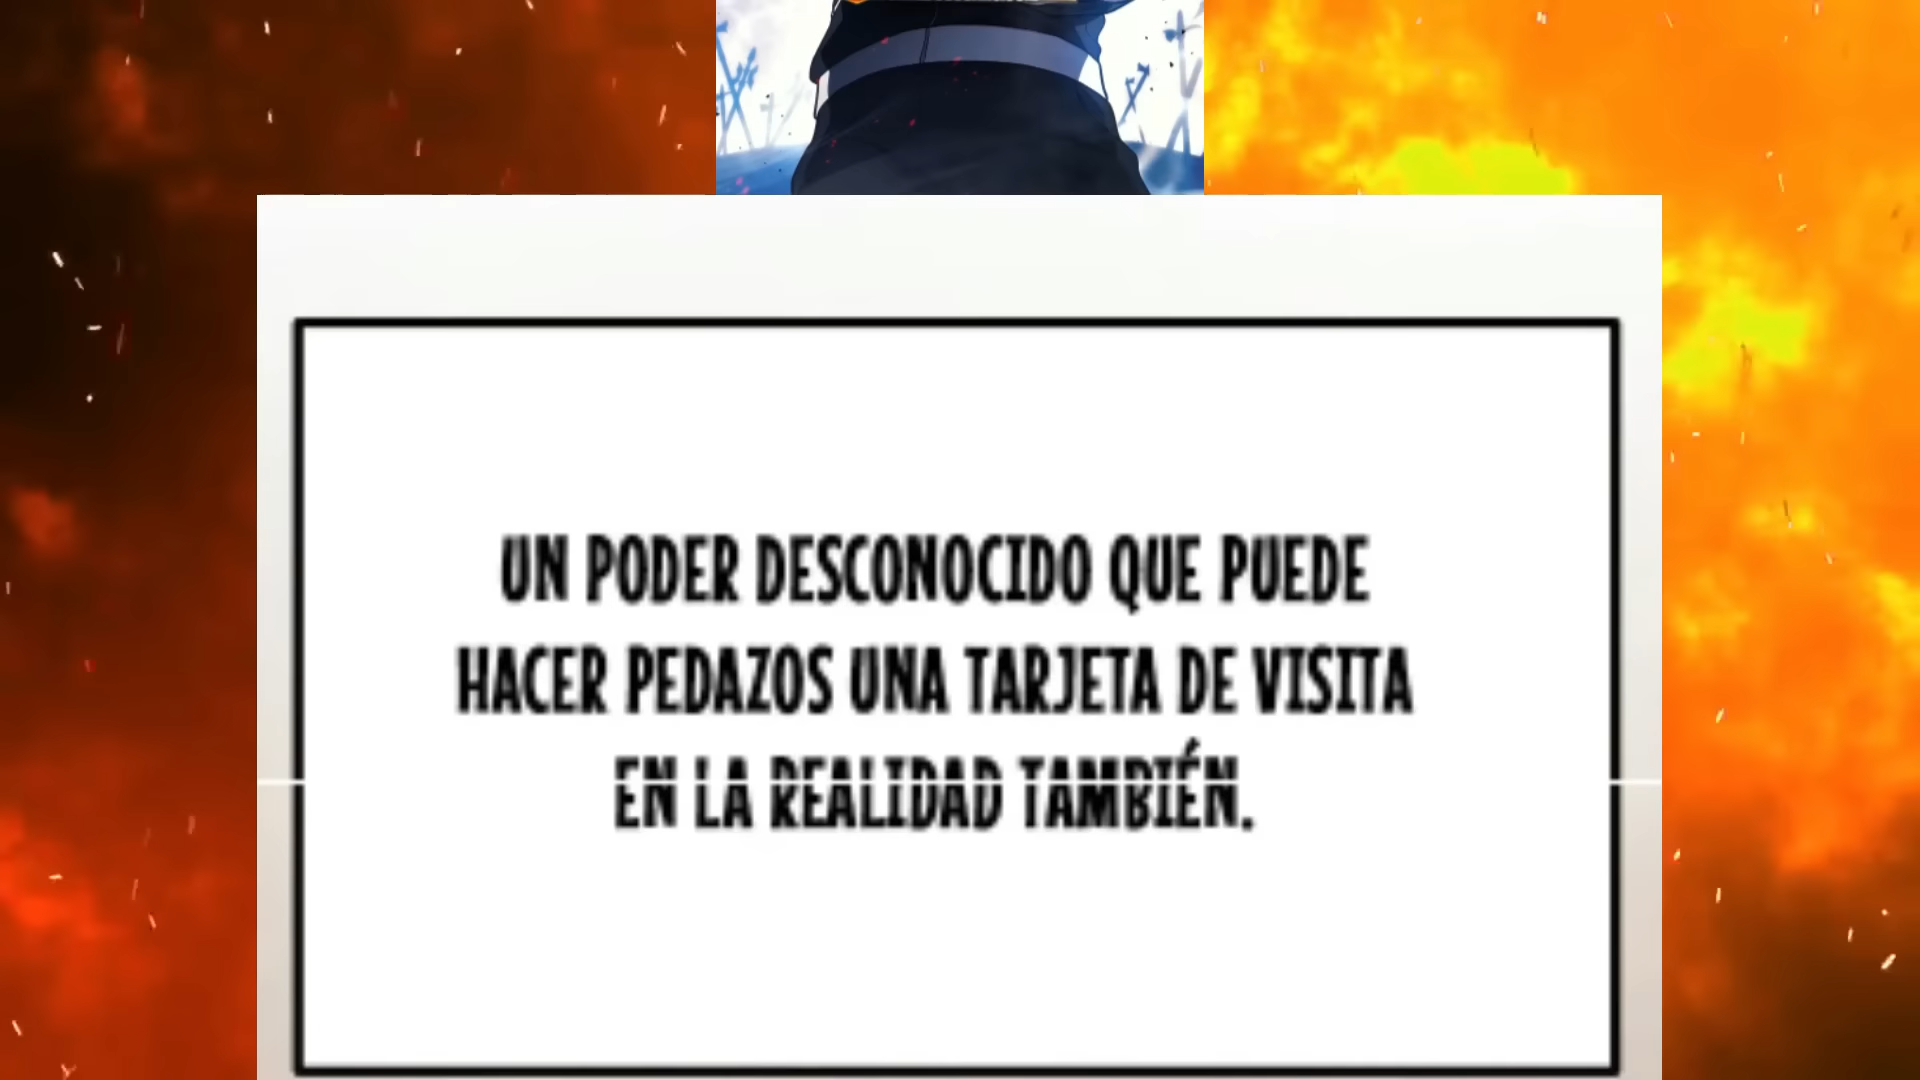 UN PODER DESCONOCIDO QUE PUEDE
HACER PEDAZOS UNA TARJETA DE VISITA
EN LA REALIDAD TAMBIÉN.